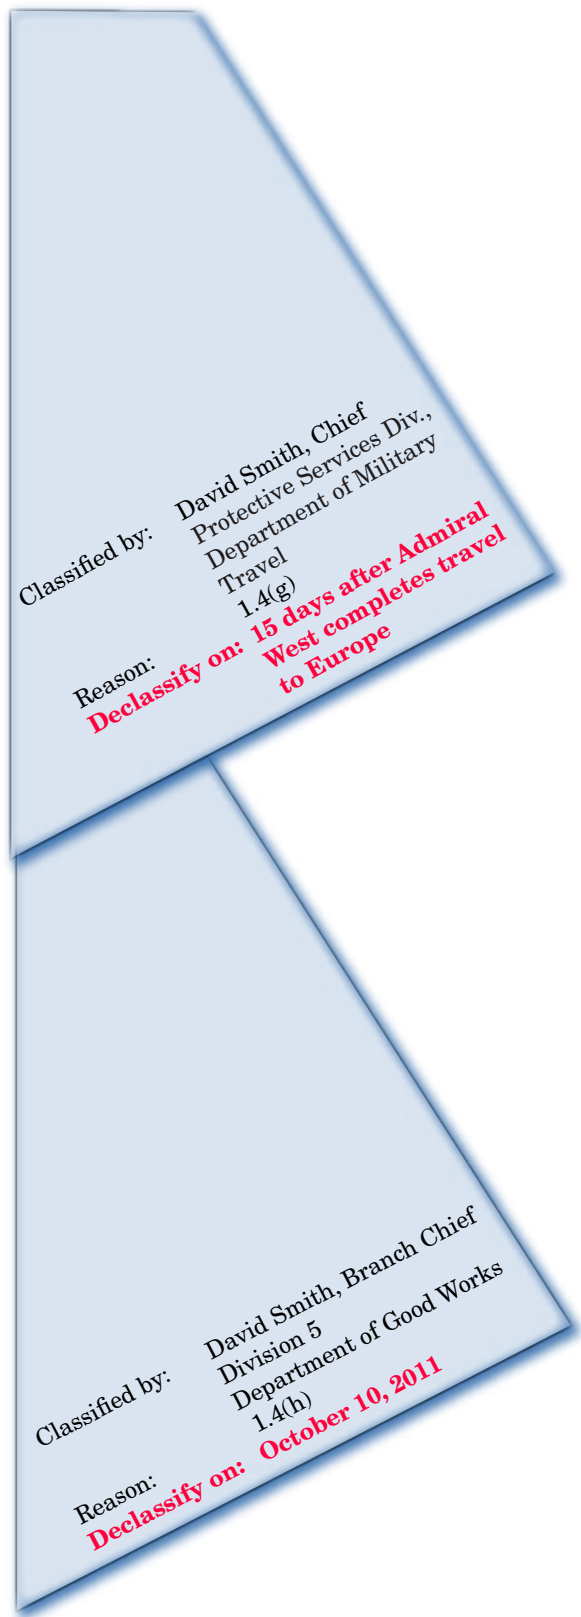 Classified by: David Smith, Chief
Protective Services Div.,
Department of Military
Travel
Reason: 1.4(g)
Declassify on: 15 days after Admiral
West completes travel
to Europe
Classified by: David Smith, Branch Chief
Division 5
Department of Good Works
Reason: 1.4(h)
Declassify on: October 10, 2011